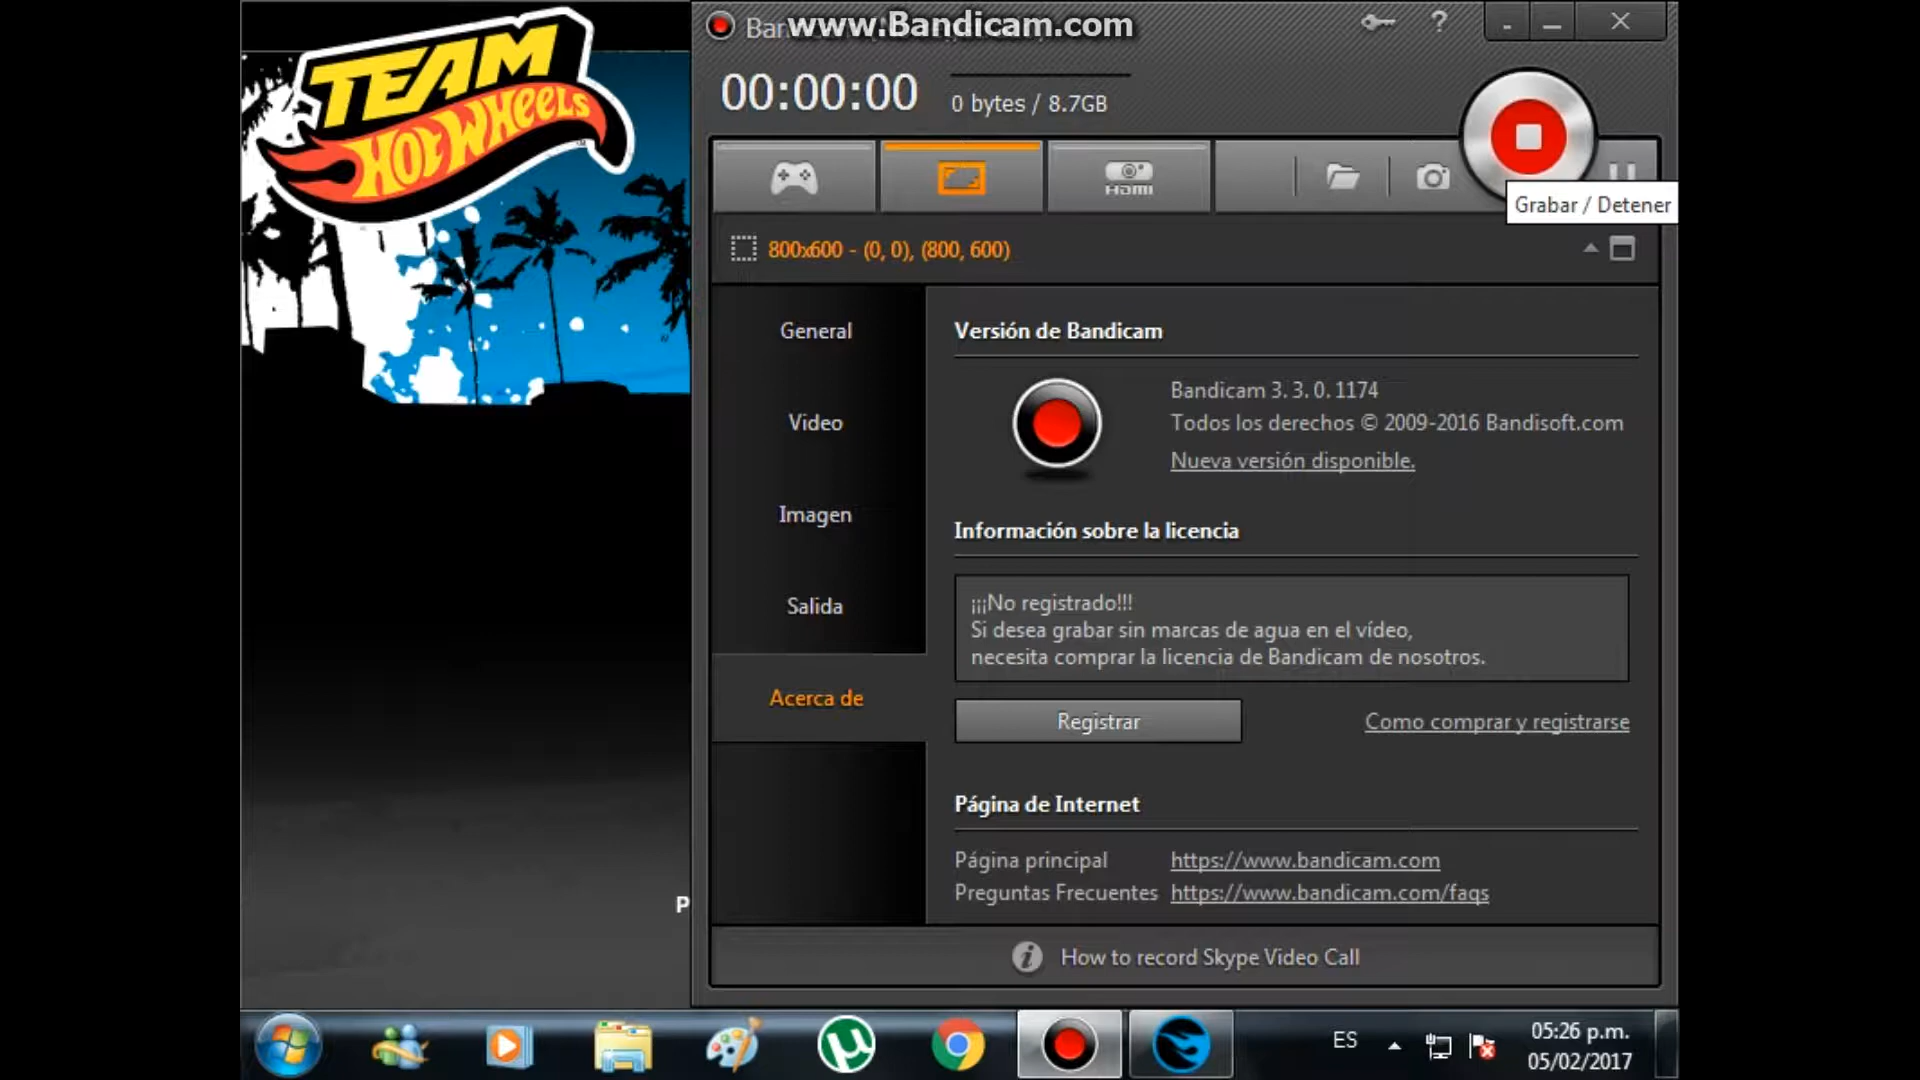 TEAM
HOT WHEELS
www.Bandicam.com
00:00:00
0 bytes / 8.7GB
HDMI
Grabar / Detener
800x600 - (0, 0), (800, 600)
General
Video
Imagen
Salida
Acerca de
Versión de Bandicam
Bandicam 3.3.0.1174
Todos los derechos © 2009-2016 Bandisoft.com
Nueva versión disponible.
Información sobre la licencia
¡¡¡No registrado!!!
Si desea grabar sin marcas de agua en el vídeo,
necesita comprar la licencia de Bandicam de nosotros.
Registrar
Como comprar y registrarse
Página de Internet
Página principal https://www.bandicam.com
Preguntas Frecuentes https://www.bandicam.com/faqs
P
How to record Skype Video Call
ES
05:26 p.m.
05/02/2017